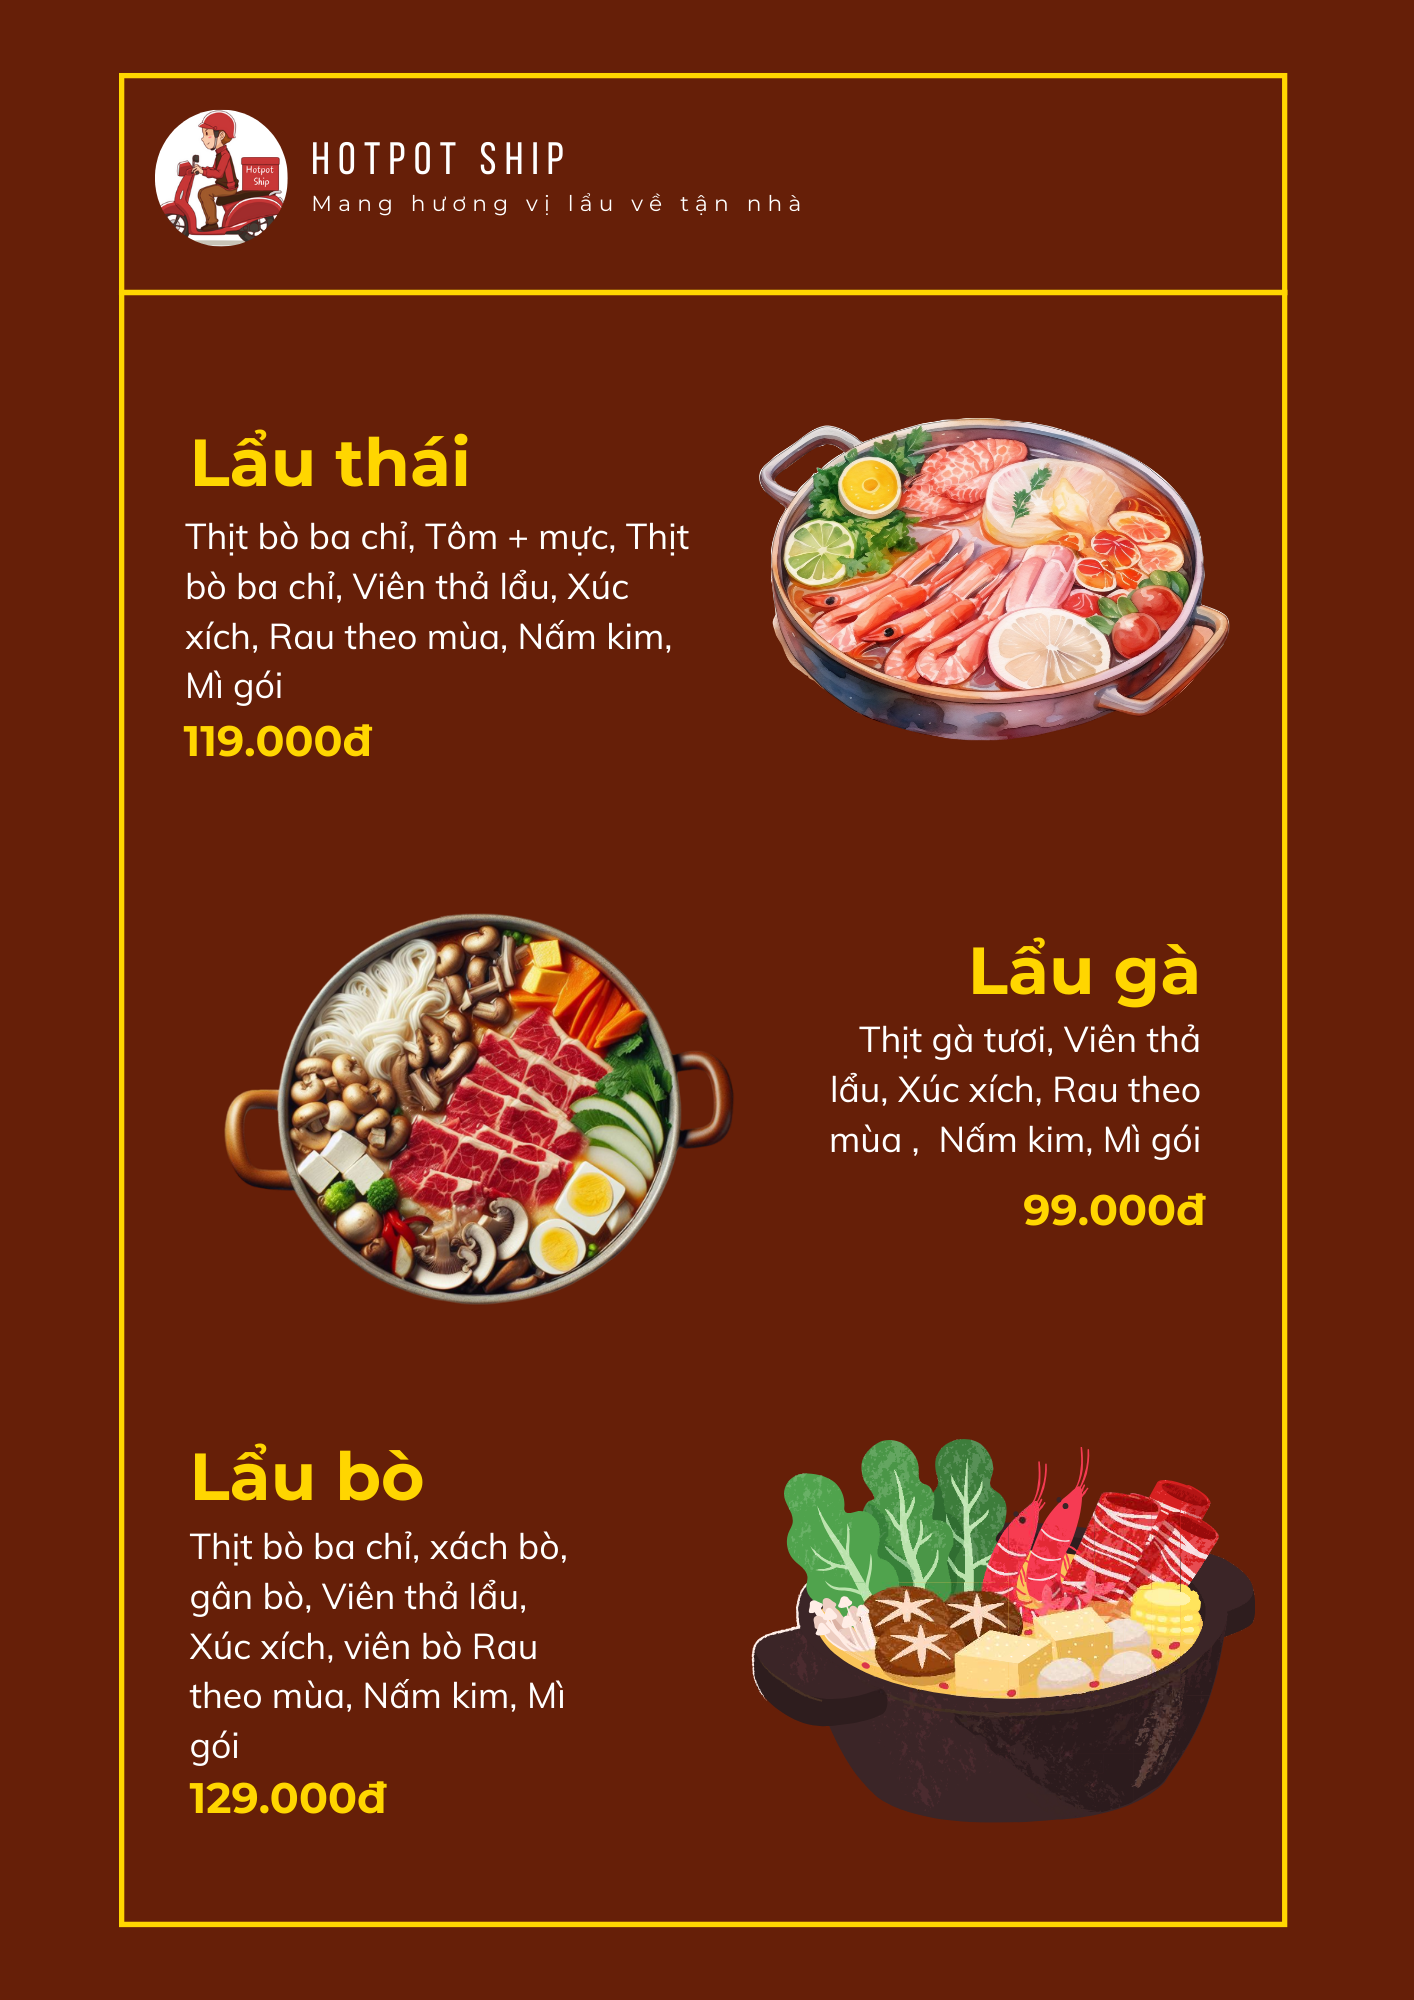 Hotpot
Ship
HOTPOT SHIP
Mang hương vị lẩu về tận nhà
Lẩu thái
Thịt bò ba chỉ, Tôm + mực, Thịt
bò ba chỉ, Viên thả lẩu, Xúc
xích, Rau theo mùa, Nấm kim,
Mì gói
119.000đ
Lẩu gà
Thịt gà tươi, Viên thả
lẩu, Xúc xích, Rau theo
mùa ,  Nấm kim, Mì gói
99.000đ
Lẩu bò
Thịt bò ba chỉ, xách bò,
gân bò, Viên thả lẩu,
Xúc xích, viên bò Rau
theo mùa, Nấm kim, Mì
gói
129.000đ